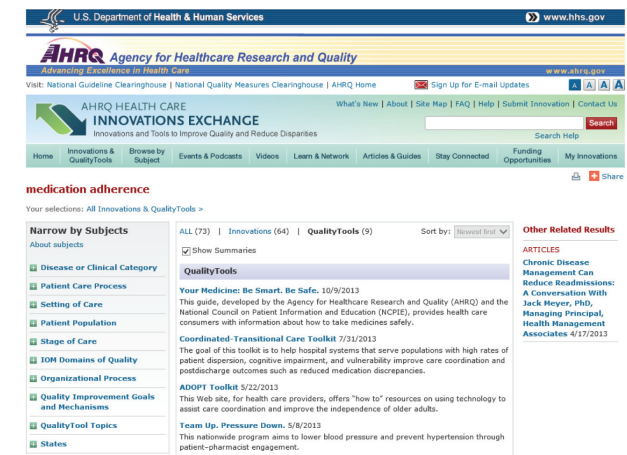 U.S. Department of Health & Human Services
www.hhs.gov
AHRQ Agency for Healthcare Research and Quality
Advancing Excellence in Health Care
www.ahrq.gov
Visit: National Guideline Clearinghouse | National Quality Measures Clearinghouse | AHRQ Home
Sign Up for E-mail Updates
A A A A
AHRQ HEALTH CARE
INNOVATIONS EXCHANGE
Innovations and Tools to Improve Quality and Reduce Disparities
What's New | About | Site Map | FAQ | Help | Submit Innovation | Contact Us
Search
Search Help
Home
Innovations &
QualityTools
Browse by
Subject
Events & Podcasts
Videos
Learn & Network
Articles & Guides
Stay Connected
Funding
Opportunities
My Innovations
Share
medication adherence
Your selections: All Innovations & QualityTools >
Narrow by Subjects
About subjects
Disease or Clinical Category
Patient Care Process
Setting of Care
Patient Population
Stage of Care
IOM Domains of Quality
Organizational Process
Quality Improvement Goals
and Mechanisms
QualityTool Topics
States
ALL (73) | Innovations (64) | QualityTools (9)
Sort by: Newest first
Show Summaries
QualityTools
Your Medicine: Be Smart. Be Safe. 10/9/2013
This guide, developed by the Agency for Healthcare Research and Quality (AHRQ) and the
National Council on Patient Information and Education (NCPIE), provides health care
consumers with information about how to take medicines safely.
Coordinated-Transitional Care Toolkit 7/31/2013
The goal of this toolkit is to help hospital systems that serve populations with high rates of
patient dispersion, cognitive impairment, and vulnerability improve care coordination and
postdischarge outcomes such as reduced medication discrepancies.
ADOPT Toolkit 5/22/2013
This Web site, for health care providers, offers "how to" resources on using technology to
assist care coordination and improve the independence of older adults.
Team Up. Pressure Down. 5/8/2013
This nationwide program aims to lower blood pressure and prevent hypertension through
patient–pharmacist engagement.
Other Related Results
ARTICLES
Chronic
Disease
Management Can
Reduce Readmissions:
A Conversation With
Jack Meyer, PhD,
Managing Principal,
Health Management
Associates 4/17/2013